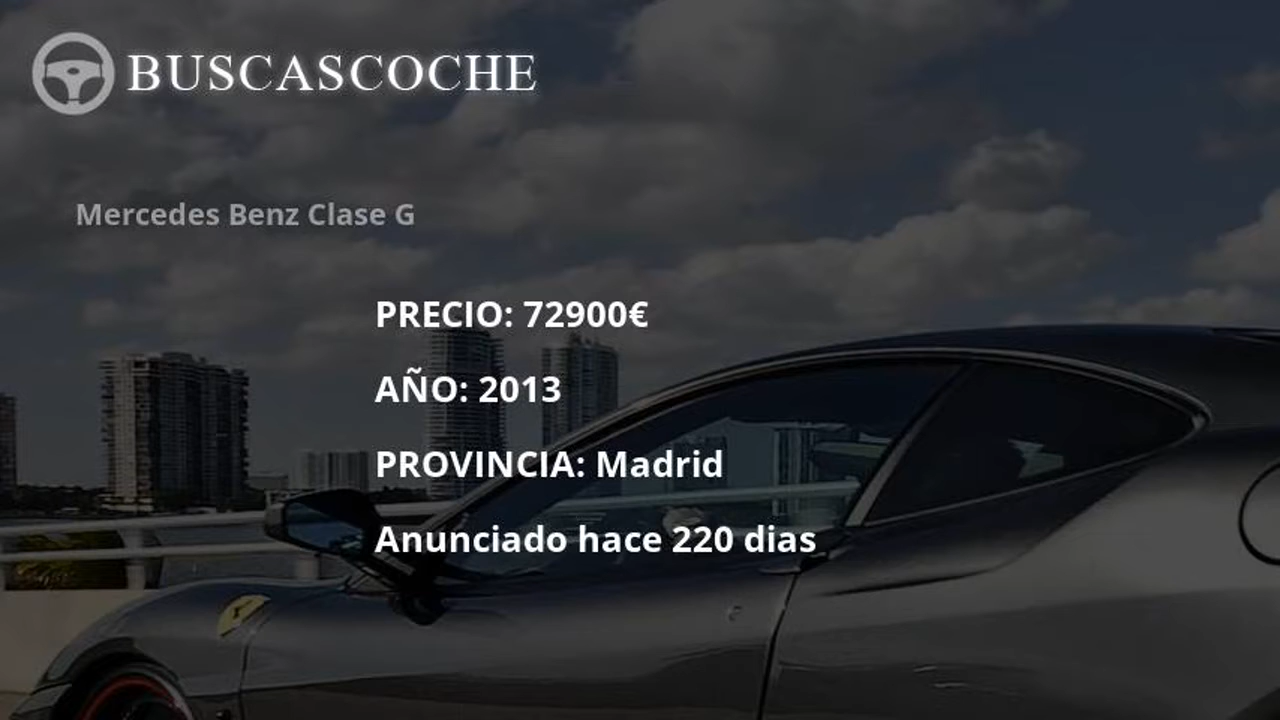 BUSCASCOCHE
Mercedes Benz Clase G
PRECIO: 72900€
AÑO: 2013
PROVINCIA: Madrid
Anunciado hace 220 dias